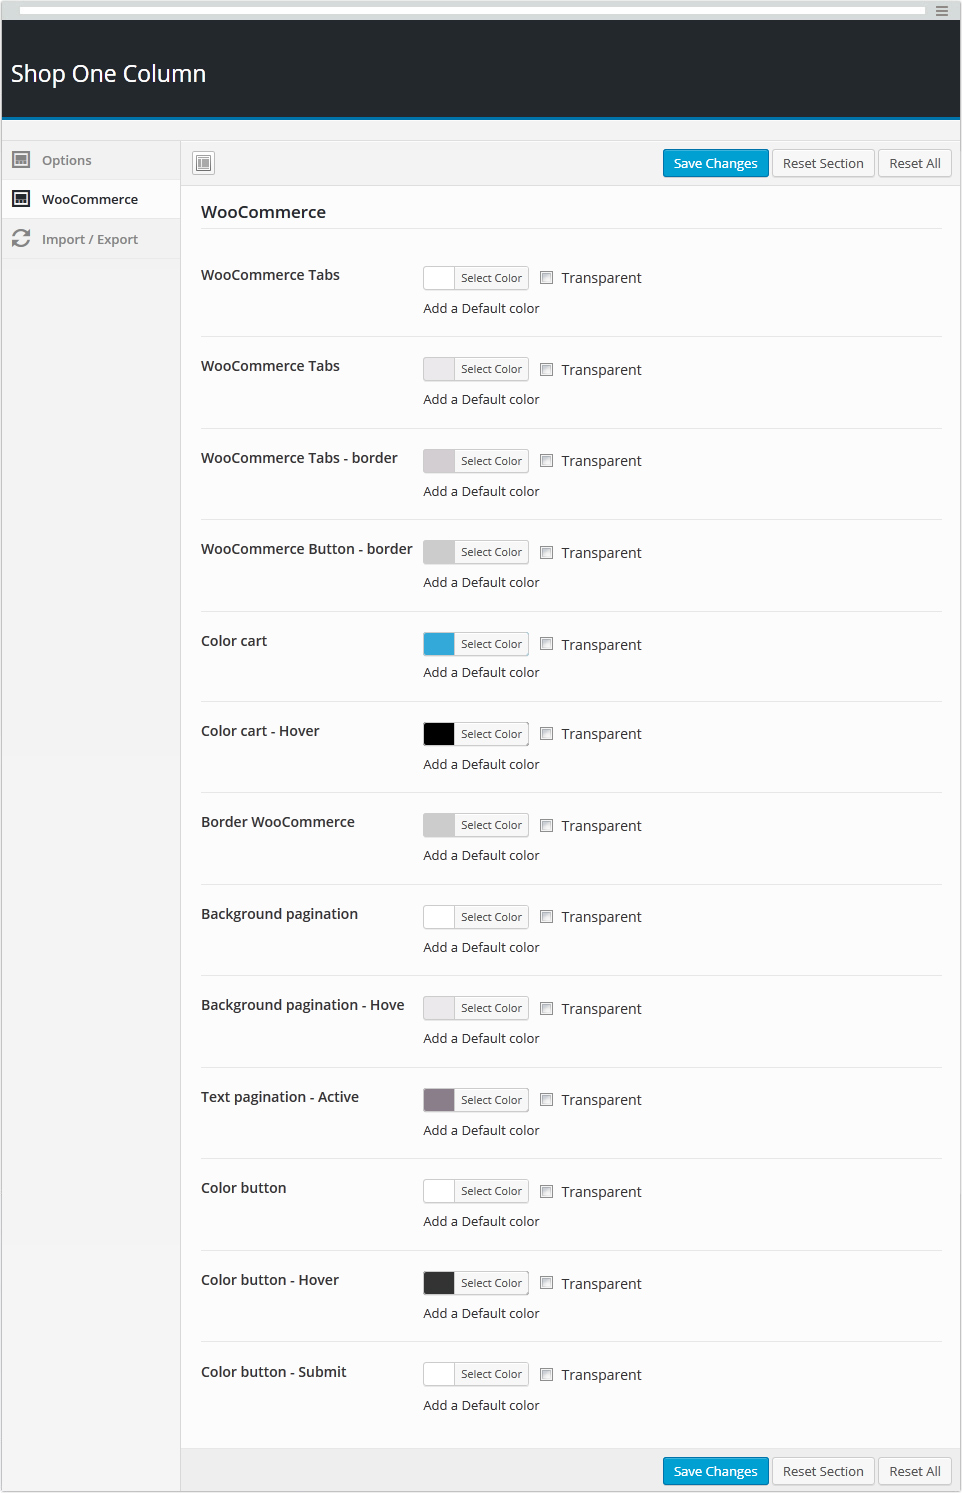 Shop One Column
Options
WooCommerce
Import / Export
Save Changes Reset Section Reset All
WooCommerce
WooCommerce Tabs Select Color Transparent
Add a Default color
WooCommerce Tabs Select Color Transparent
Add a Default color
WooCommerce Tabs - border Select Color Transparent
Add a Default color
WooCommerce Button - border Select Color Transparent
Add a Default color
Color cart Select Color Transparent
Add a Default color
Color cart - Hover Select Color Transparent
Add a Default color
Border WooCommerce Select Color Transparent
Add a Default color
Background pagination Select Color Transparent
Add a Default color
Background pagination - Hove Select Color Transparent
Add a Default color
Text pagination - Active Select Color Transparent
Add a Default color
Color button Select Color Transparent
Add a Default color
Color button - Hover Select Color Transparent
Add a Default color
Color button - Submit Select Color Transparent
Add a Default color
Save Changes Reset Section Reset All